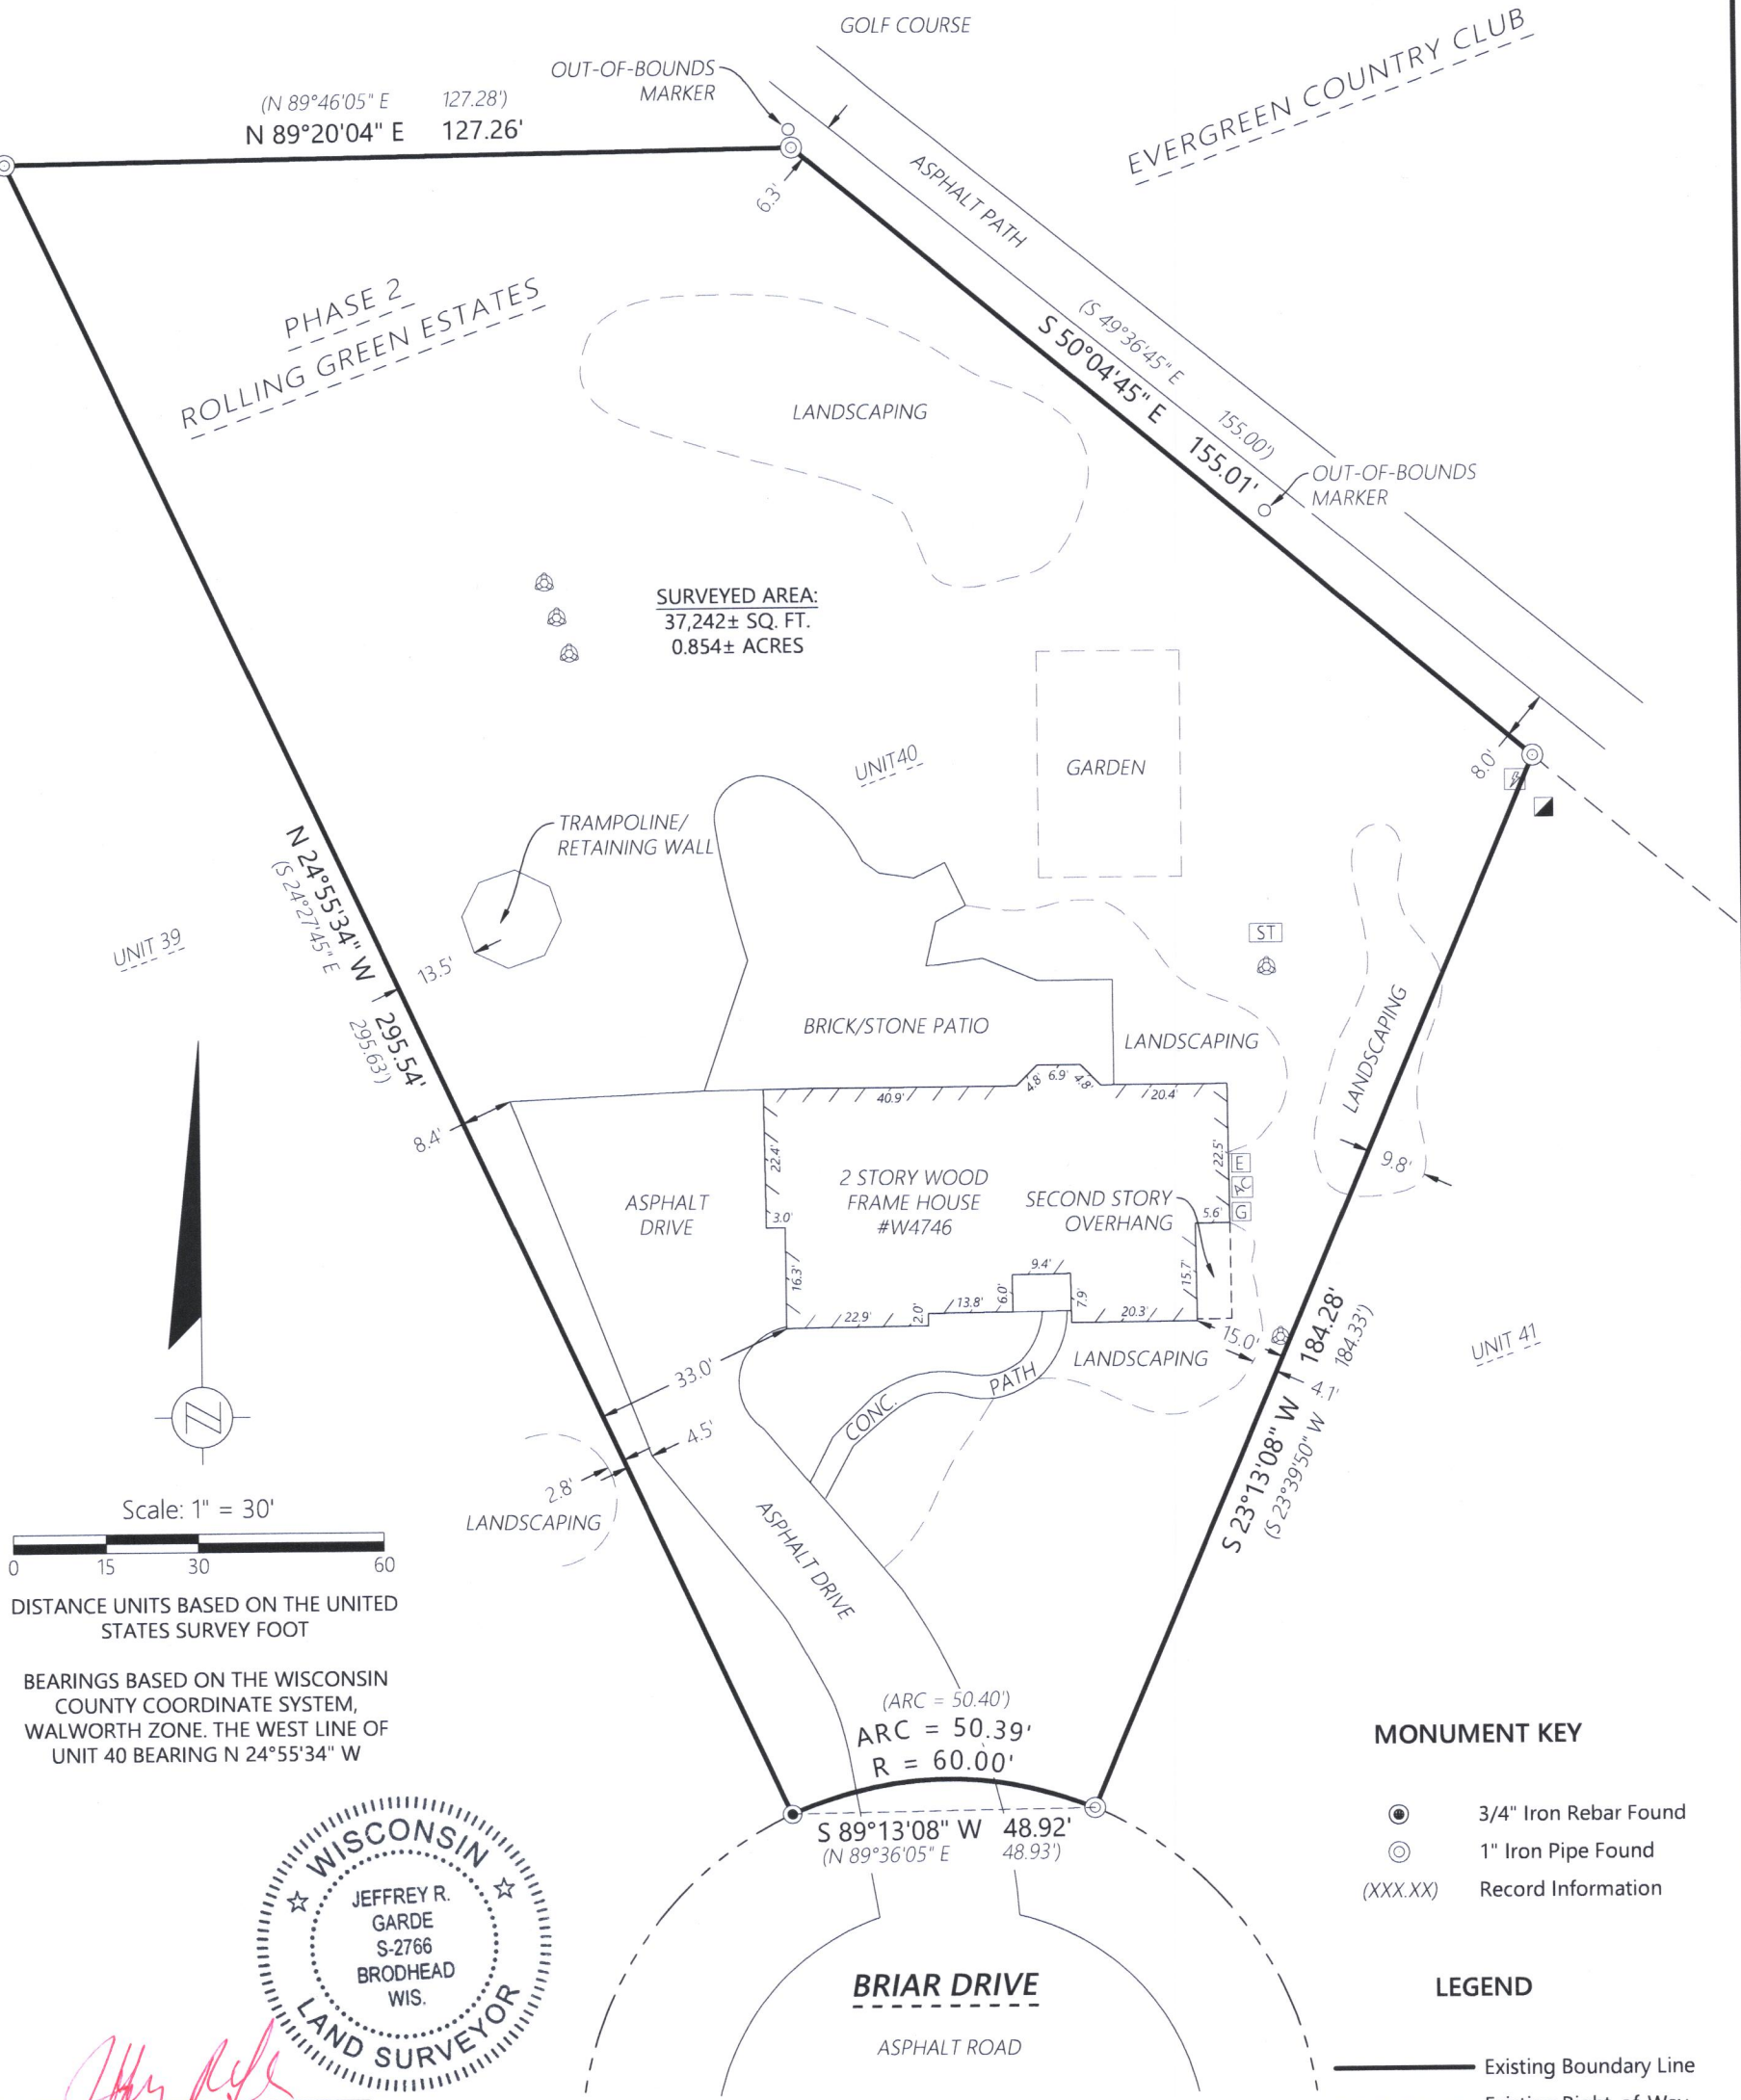 GOLF COURSE
EVERGREEN COUNTRY CLUB
OUT-OF-BOUNDS
MARKER
(N 89°46'05" E 127.28')
N 89°20'04" E 127.26'
6.3'
ASPHALT PATH
PHASE 2
ROLLING GREEN ESTATES
(S 49°36'45" E 155.00')
S 50°04'45" E 155.01'
LANDSCAPING
OUT-OF-BOUNDS
MARKER
SURVEYED AREA:
37,242± SQ. FT.
0.854± ACRES
UNIT40
GARDEN
8.0'
TRAMPOLINE/
RETAINING WALL
N 24°55'34" W 295.54'
(S 24°27'45" E 295.63')
UNIT 39
13.5'
ST
BRICK/STONE PATIO
LANDSCAPING
LANDSCAPING
4.8' 6.9' 4.8'
40.9'
20.4'
8.4'
22.4'
22.5'
9.8'
E
AC
G
ASPHALT
DRIVE
2 STORY WOOD
FRAME HOUSE
#W4746
SECOND STORY
OVERHANG
3.0'
5.6'
16.3'
9.4'
15.7'
22.9'
2.0'
13.8'
6.0'
7.9'
20.3'
15.0'
33.0'
LANDSCAPING
S 23°13'08" W 184.28'
(S 23°39'50" W 184.33')
4.1'
UNIT 41
CONC. PATH
4.5'
2.8'
LANDSCAPING
ASPHALT DRIVE
N
Scale: 1" = 30'
0 15 30 60
DISTANCE UNITS BASED ON THE UNITED
STATES SURVEY FOOT
BEARINGS BASED ON THE WISCONSIN
COUNTY COORDINATE SYSTEM,
WALWORTH ZONE. THE WEST LINE OF
UNIT 40 BEARING N 24°55'34" W
(ARC = 50.40')
ARC = 50.39'
R = 60.00'
S 89°13'08" W 48.92'
(N 89°36'05" E 48.93')
MONUMENT KEY
3/4" Iron Rebar Found
1" Iron Pipe Found
(XXX.XX) Record Information
WISCONSIN
JEFFREY R.
GARDE
S-2766
BRODHEAD
WIS.
LAND SURVEYOR
BRIAR DRIVE
ASPHALT ROAD
LEGEND
Existing Boundary Line
Existing Right-of-Way